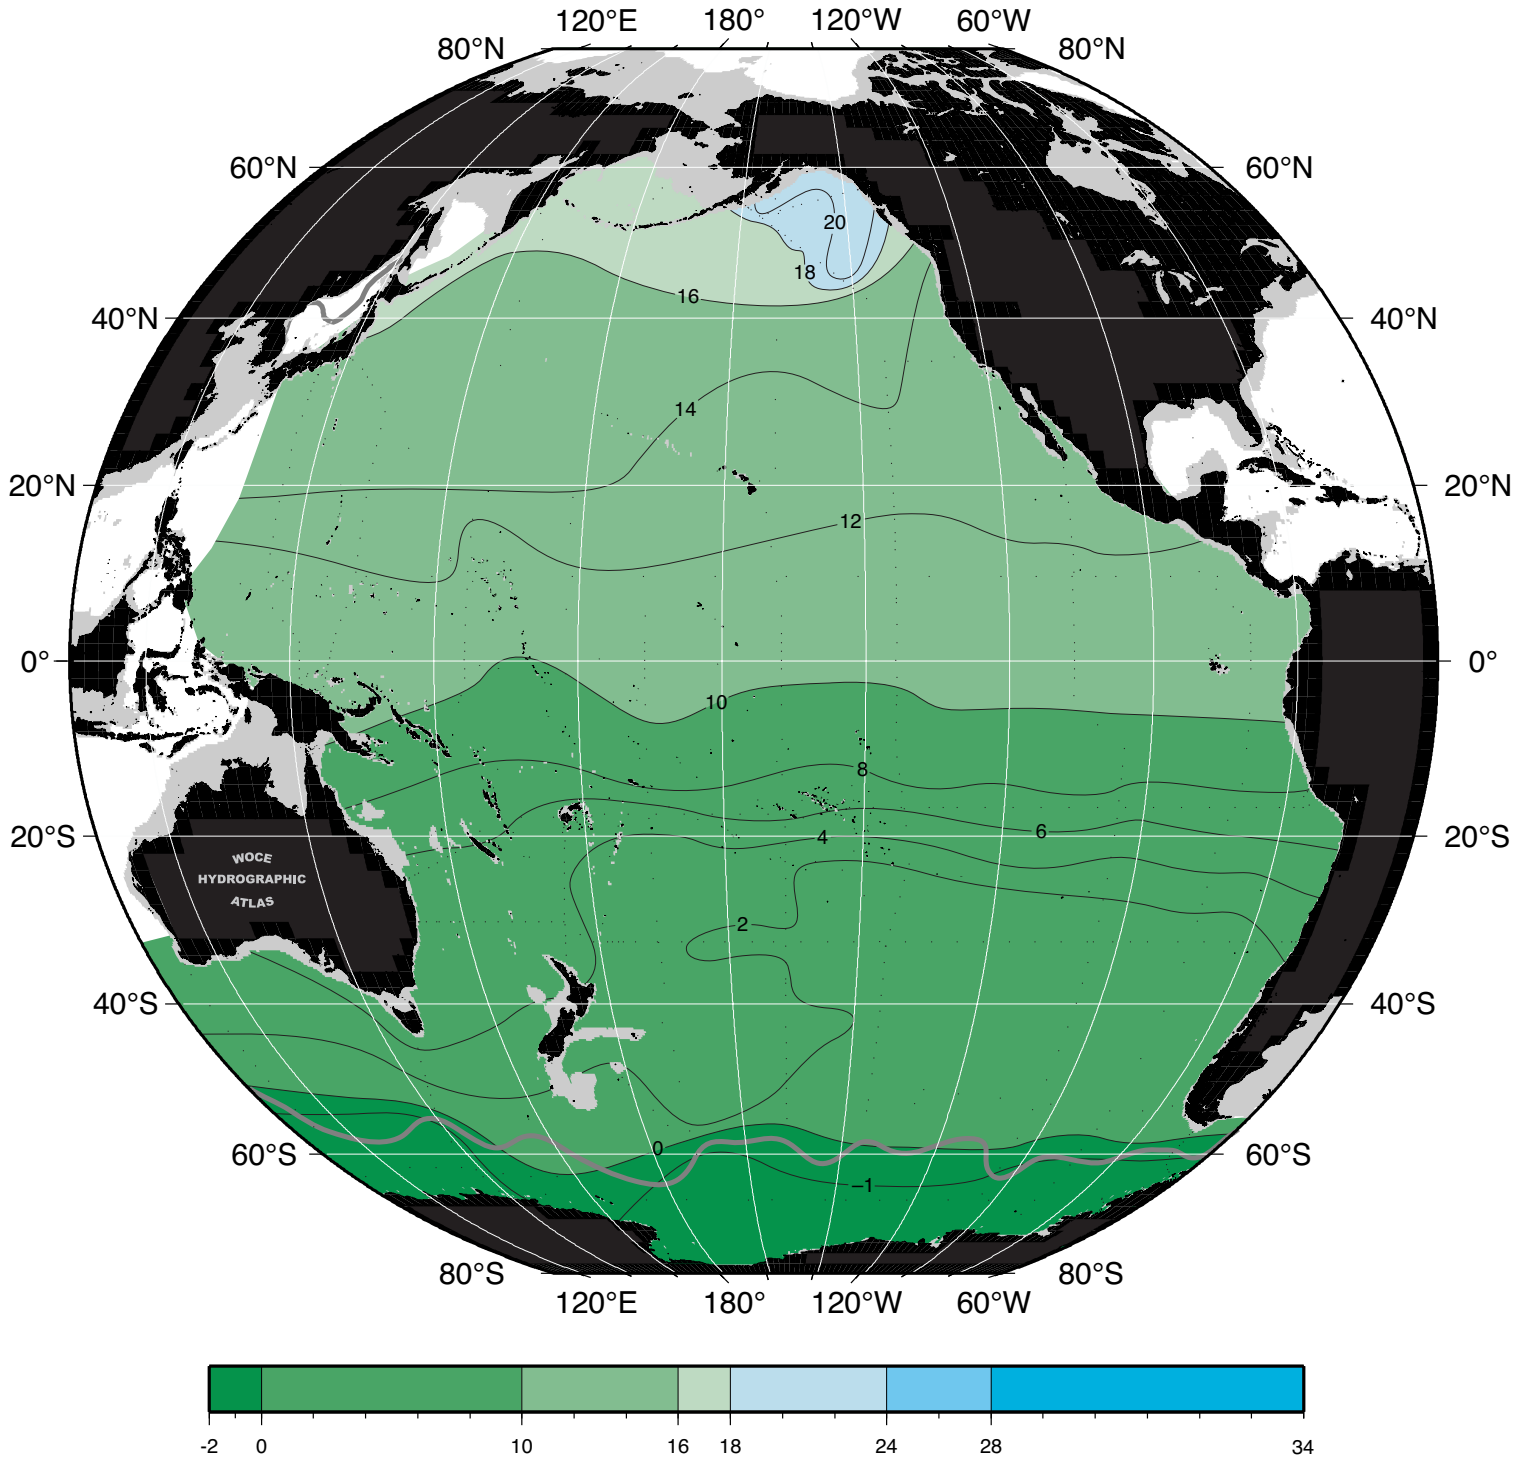 120°E 180° 120°W 60°W
80°N 80°N
60°N 60°N
20
18
16
40°N 40°N
14
20°N 20°N
12
0° 0°
10
8
6
20°S 4 20°S
WOCE
HYDROGRAPHIC
ATLAS
2
40°S 40°S
0
60°S 60°S
–1
80°S 80°S
120°E 180° 120°W 60°W
-2 0 10 16 18 24 28 34